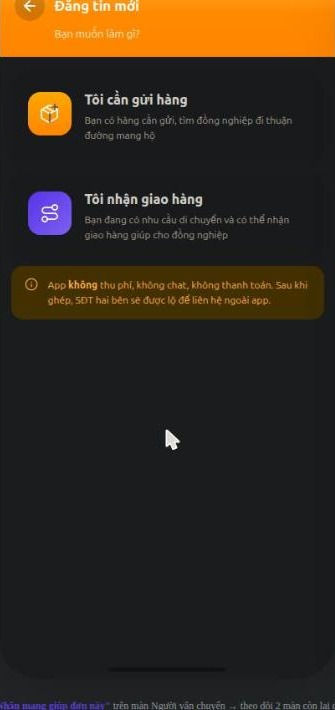 Đăng tin mới
Bạn muốn làm gì?
Tôi cần gửi hàng
Bạn có hàng cần gửi, tìm đồng nghiệp đi thuận
đường mang hộ
Tôi nhận giao hàng
Bạn đang có nhu cầu di chuyển và có thể nhận
giao hàng giúp cho đồng nghiệp
App không thu phí, không chat, không thanh toán. Sau khi
ghép, SĐT hai bên sẽ được lộ để liên hệ ngoài app.
mang giúp đơn này" trên màn Người vận chuyển → theo dõi 2 màn còn lại